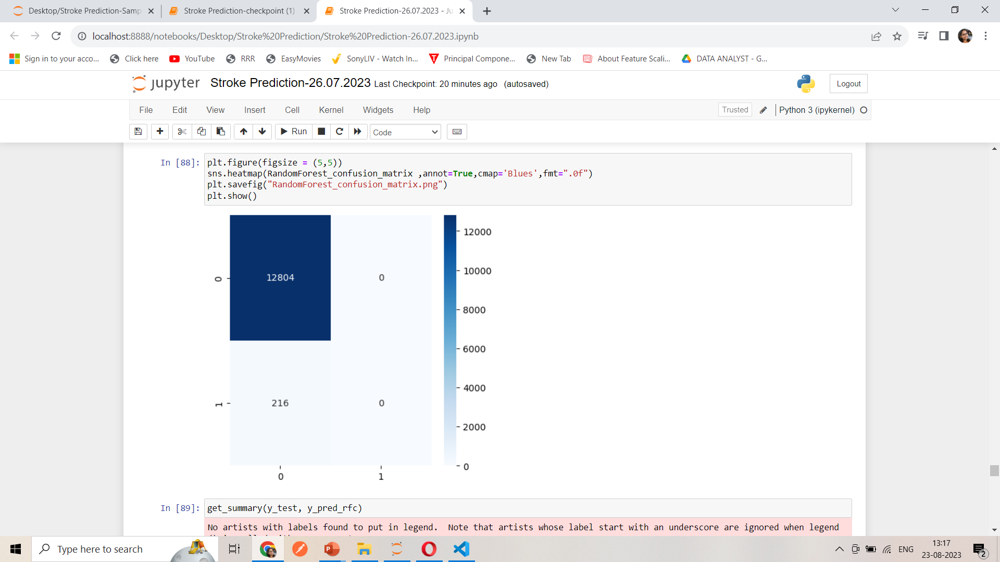 Desktop/Stroke Prediction-Samp
Stroke Prediction-checkpoint (1)
Stroke Prediction-26.07.2023 - Ju
localhost:8888/notebooks/Desktop/Stroke%20Prediction/Stroke%20Prediction-26.07.2023.ipynb
Sign in to your acco... Click here YouTube RRR EasyMovies SonyLIV - Watch In... Principal Compone... New Tab About Feature Scali... DATA ANALYST - G...
jupyter Stroke Prediction-26.07.2023 Last Checkpoint: 20 minutes ago (autosaved) Logout
File Edit View Insert Cell Kernel Widgets Help Trusted Python 3 (ipykernel)
Run Code
In [88]: plt.figure(figsize = (5,5))
sns.heatmap(RandomForest_confusion_matrix ,annot=True,cmap='Blues',fmt=".0f")
plt.savefig("RandomForest_confusion_matrix.png")
plt.show()
12000
10000
0 12804 0
8000
6000
4000
1 216 0
2000
0
0 1
In [89]: get_summary(y_test, y_pred_rfc)
No artists with labels found to put in legend.  Note that artists whose label start with an underscore are ignored when legend
Type here to search
ENG
13:17
23-08-2023
2